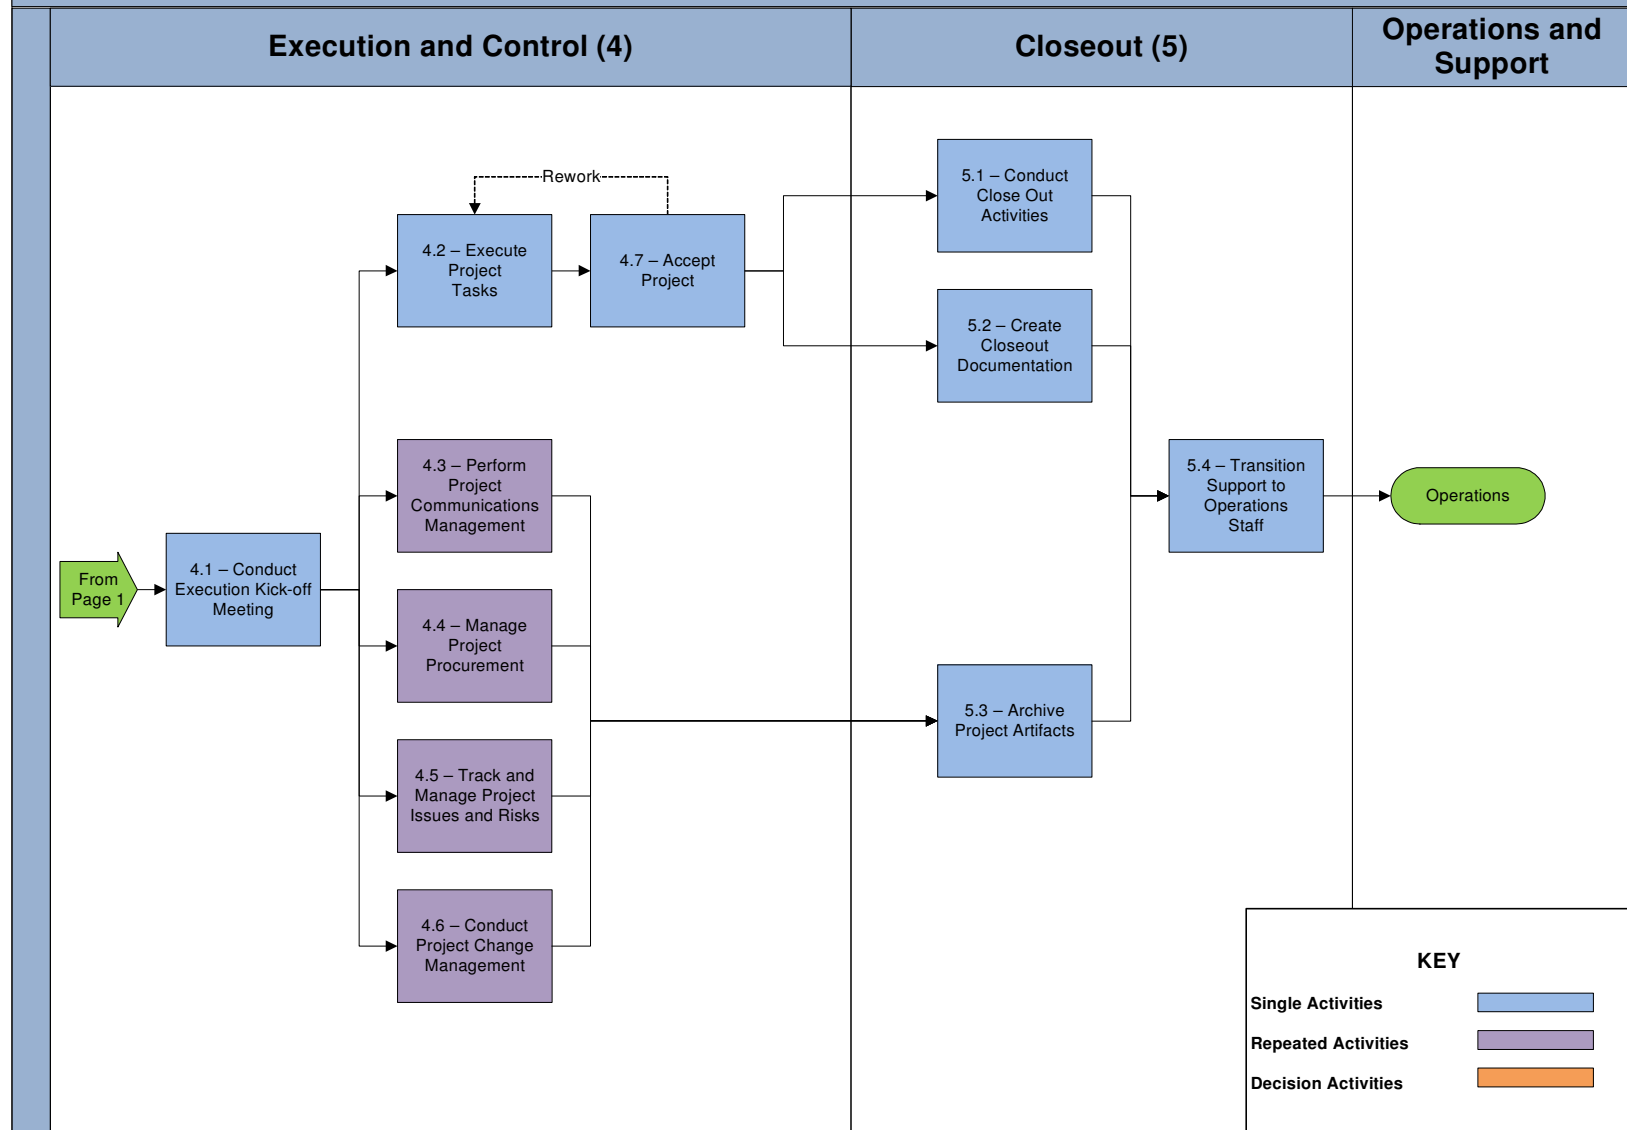 Execution and Control (4)
Closeout (5)
Operations and
Support
Rework
5.1 – Conduct
Close Out
Activities
4.2 – Execute
Project
Tasks
4.7 – Accept
Project
5.2 – Create
Closeout
Documentation
4.3 – Perform
Project
Communications
Management
5.4 – Transition
Support to
Operations
Staff
Operations
From
Page 1
4.1 – Conduct
Execution Kick-off
Meeting
4.4 – Manage
Project
Procurement
5.3 – Archive
Project Artifacts
4.5 – Track and
Manage Project
Issues and Risks
4.6 – Conduct
Project Change
Management
KEY
Single Activities
Repeated Activities
Decision Activities